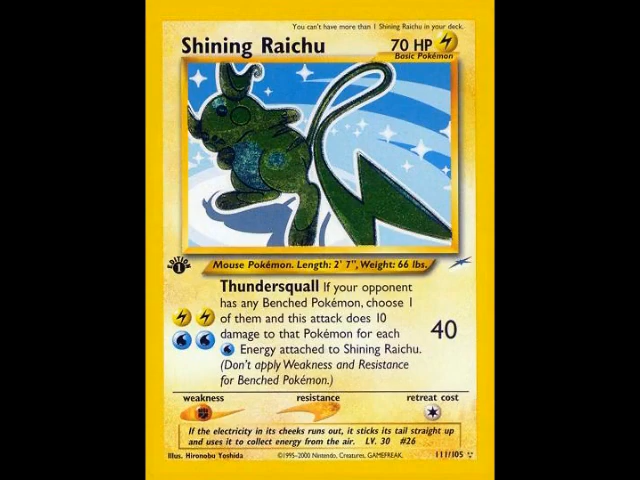 You can't have more than 1 Shining Raichu in your deck.
Shining Raichu 70 HP
Basic Pokémon
EDITION
1
Mouse Pokémon. Length: 2' 7", Weight: 66 lbs.
Thundersquall If your opponent
has any Benched Pokémon, choose 1
of them and this attack does 10
damage to that Pokémon for each
Energy attached to Shining Raichu.
(Don't apply Weakness and Resistance
for Benched Pokémon.)
40
weakness resistance retreat cost
If the electricity in its cheeks runs out, it sticks its tail straight up
and uses it to collect energy from the air. LV. 30 #26
Illus. Hironobu Yoshida ©1995-2000 Nintendo, Creatures, GAMEFREAK. 111/105